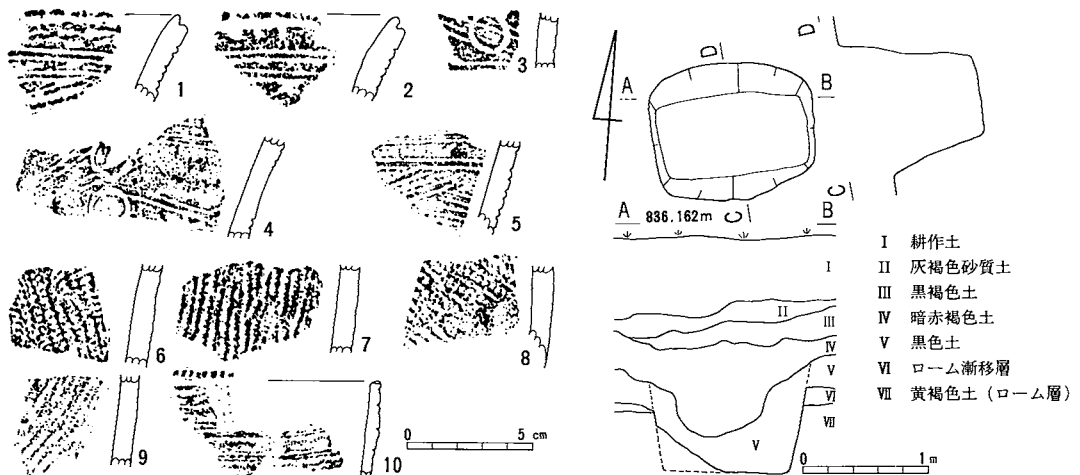 1
2
3
4
5
6
7
8
9
10
0 5 cm
D
D
A B
C
C
A 836.162m B
I
II
III
IV
V
VI
VII
V
I 耕作土
II 灰褐色砂質土
III 黒褐色土
IV 暗赤褐色土
V 黒色土
VI ローム漸移層
VII 黄褐色土（ローム層）
0 1 m